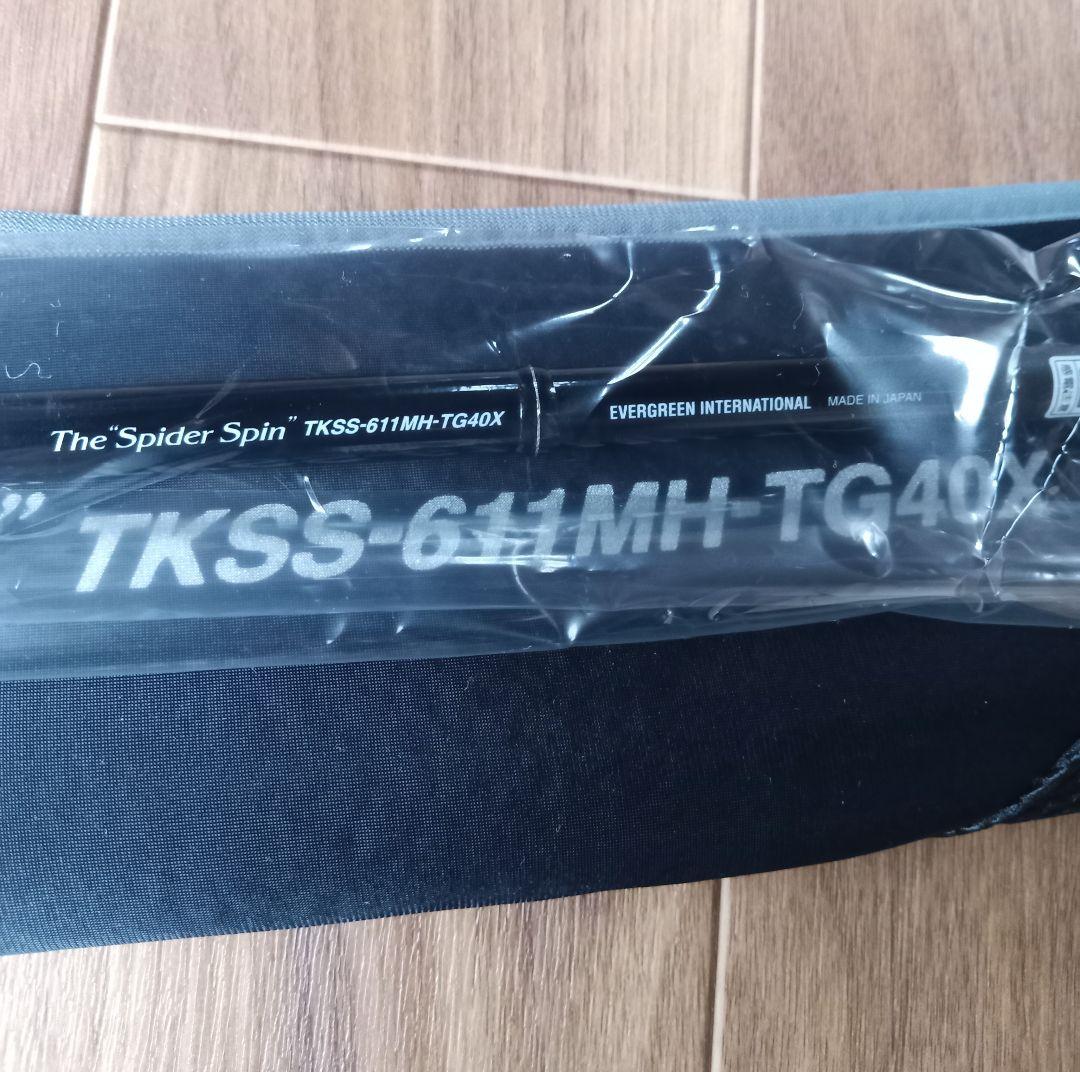 The “Spider Spin” TKSS-611MH-TG40X
EVERGREEN INTERNATIONAL MADE IN JAPAN
” TKSS-611MH-TG40X